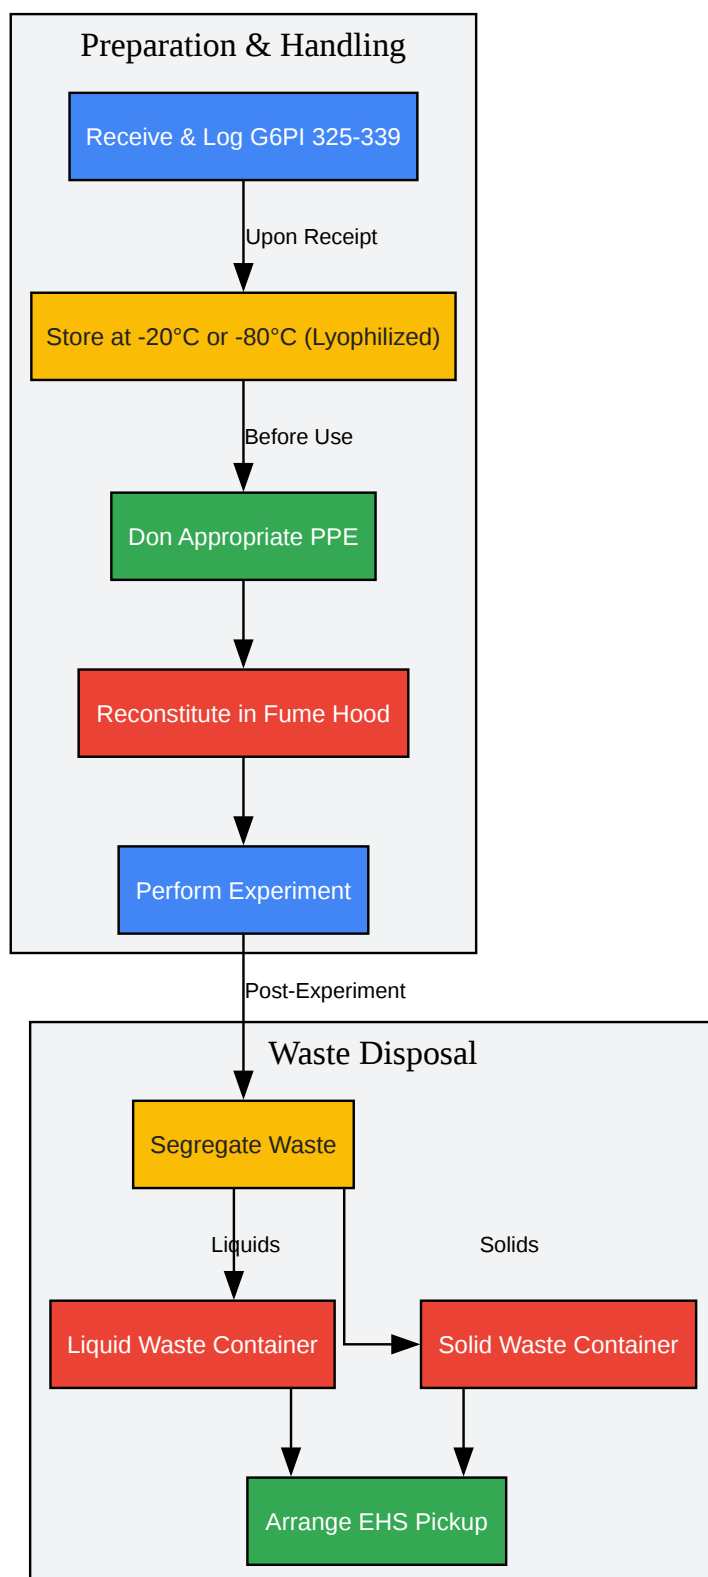 Preparation & Handling
Receive & Log G6PI 325-339
Upon Receipt
Store at -20°C or -80°C (Lyophilized)
Before Use
Don Appropriate PPE
Reconstitute in Fume Hood
Perform Experiment
Post-Experiment
Waste Disposal
Segregate Waste
Liquids
Solids
Liquid Waste Container
Solid Waste Container
Arrange EHS Pickup